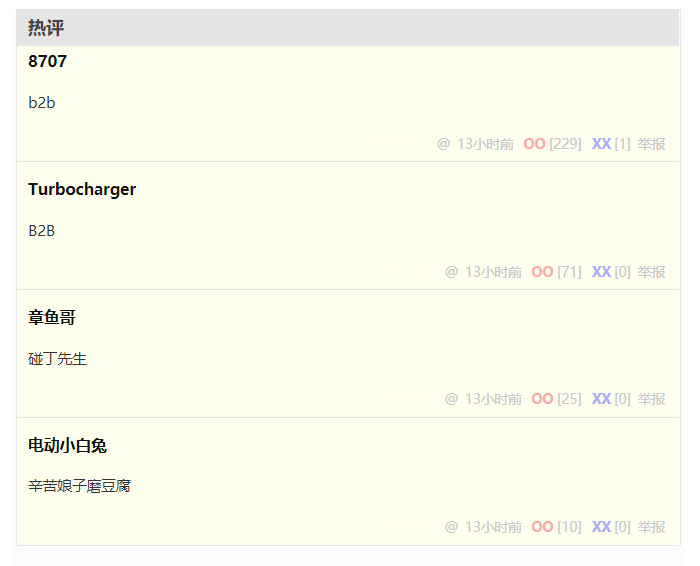 热评
8707
b2b
@ 13小时前 OO [229] XX [1] 举报
Turbocharger
B2B
@ 13小时前 OO [71] XX [0] 举报
章鱼哥
碰丁先生
@ 13小时前 OO [25] XX [0] 举报
电动小白兔
辛苦娘子磨豆腐
@ 13小时前 OO [10] XX [0] 举报